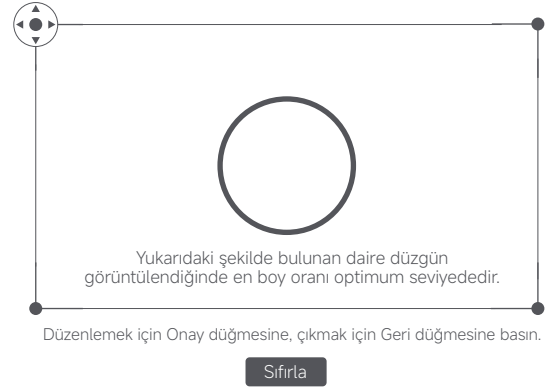 Yukarıdaki şekilde bulunan daire düzgün
görüntülendiğinde en boy oranı optimum seviyededir.
Düzenlemek için Onay düğmesine, çıkmak için Geri düğmesine basın.
Sıfırla